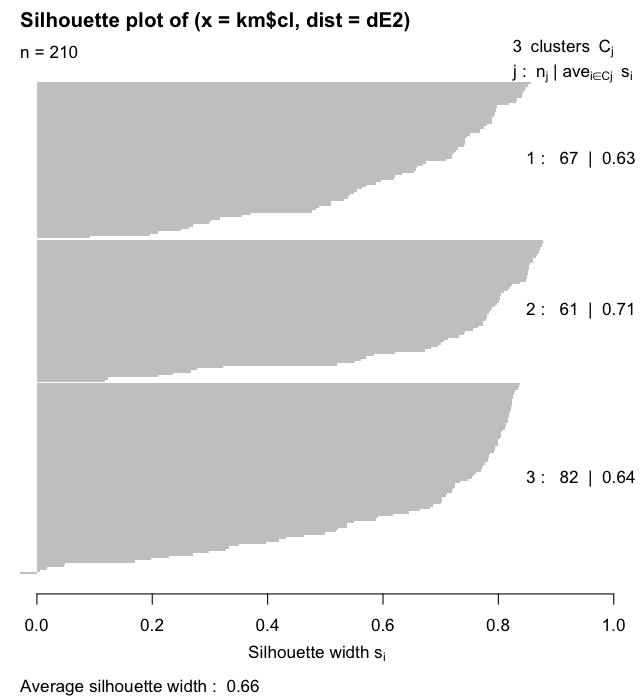 Silhouette plot of (x = km$cl, dist = dE2)
n = 210
3 clusters Cj
j : nj | avei∈Cj si
1 : 67 | 0.63
2 : 61 | 0.71
3 : 82 | 0.64
0.0 0.2 0.4 0.6 0.8 1.0
Silhouette width si
Average silhouette width : 0.66